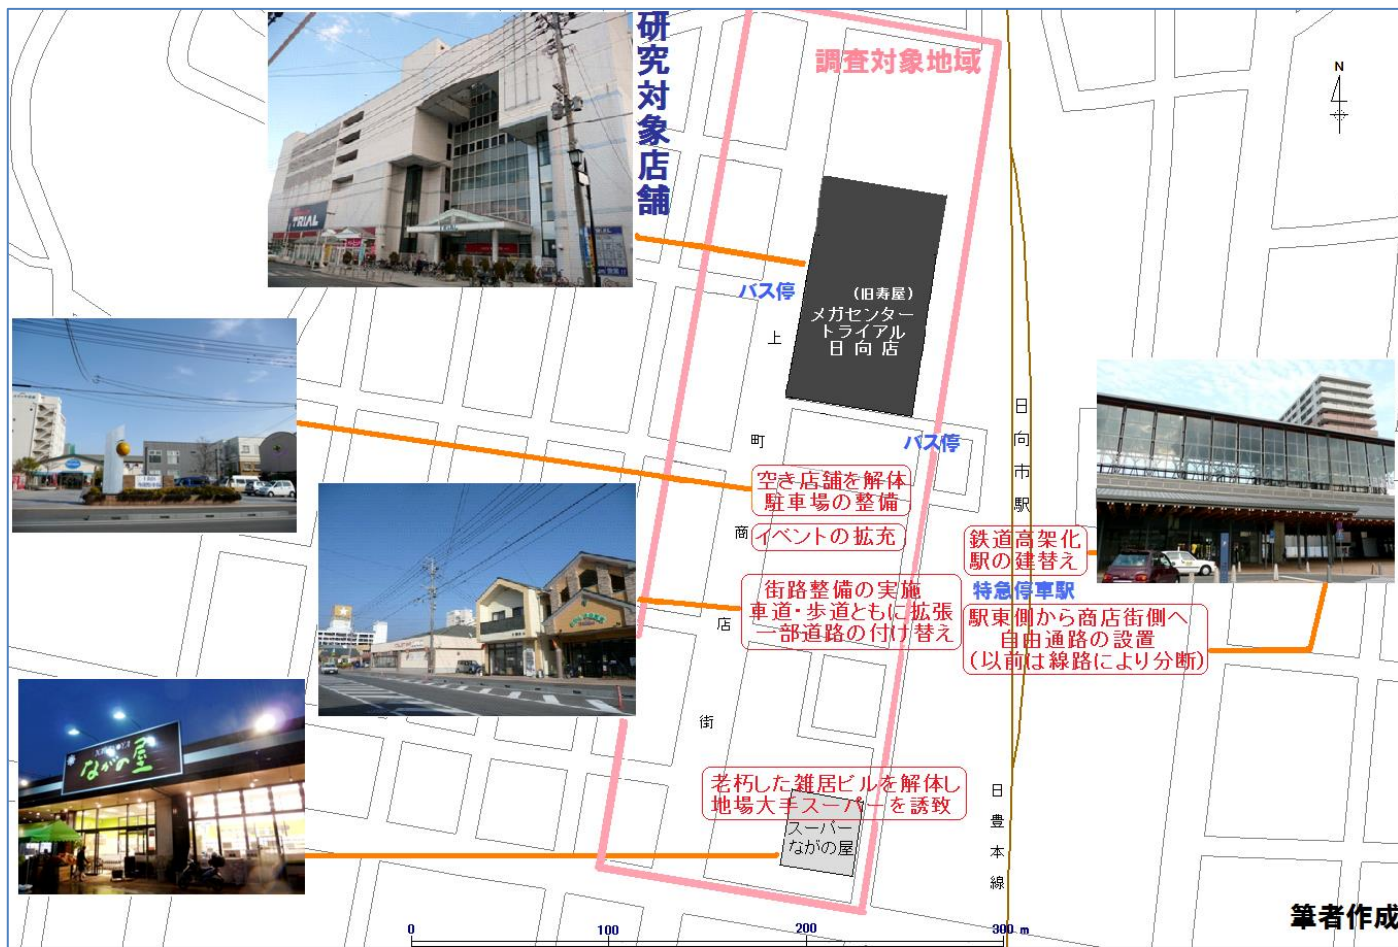 研究対象店舗
調査対象地域
N
TRIAL
バス停
(旧寿屋)
メガセンター
トライアル
日向店
上町商店街
バス停
日向市駅
空き店舗を解体
駐車場の整備
イベントの拡充
鉄道高架化
駅の建替え
特急停車駅
街路整備の実施
車道・歩道ともに拡張
一部道路の付け替え
駅東側から商店街側へ
自由通路の設置
(以前は線路により分断)
ながの屋
老朽した雑居ビルを解体し
地場大手スーパーを誘致
スーパー
ながの屋
日豊本線
筆者作成
0 100 200 300 m